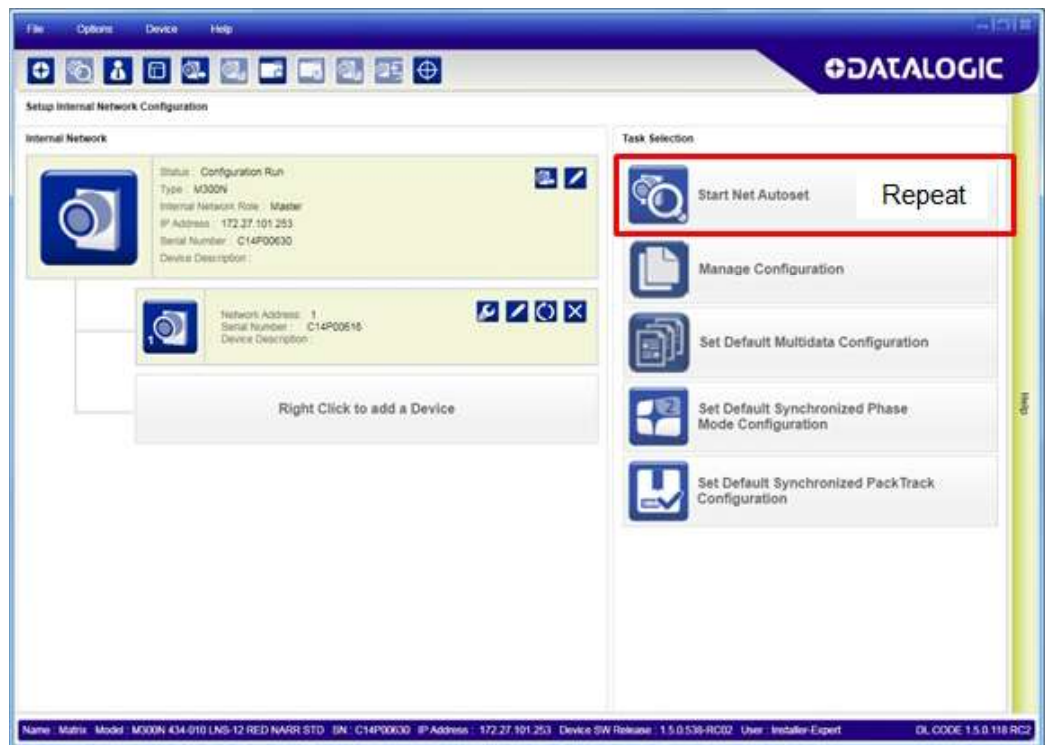 File Options Device Help
DATALOGIC
Setup Internal Network Configuration
Internal Network
Status : Configuration Run
Type : M300N
Internal Network Role : Master
IP Address : 172.27.101.253
Serial Number : C14P00630
Device Description :
1
Network Address : 1
Serial Number : C14P00616
Device Description :
Right Click to add a Device
Task Selection
Start Net Autoset
Repeat
Manage Configuration
Set Default Multidata Configuration
2
Set Default Synchronized Phase
Mode Configuration
Set Default Synchronized PackTrack
Configuration
Help
Name : Matrix Model : M300N 434-010 LNS-12 RED NARR STD SN : C14P00630 IP Address : 172.27.101.253 Device SW Release : 1.5.0.536-RC02 User : Installer-Expert DL.CODE 1.5.0.118 RC2